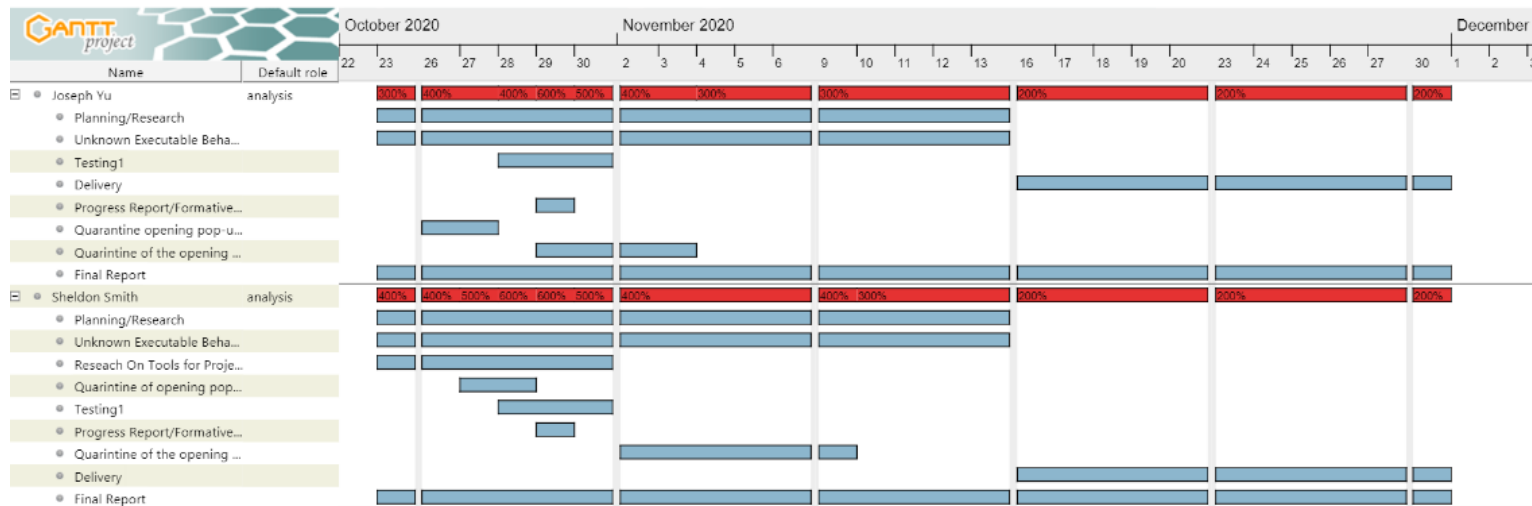 GANTT project
October 2020 November 2020 December
Name Default role
22 23 26 27 28 29 30 2 3 4 5 6 9 10 11 12 13 16 17 18 19 20 23 24 25 26 27 30 1 2
Joseph Yu analysis 300% 400% 400% 600% 500% 400% 300% 300% 200% 200% 200%
Planning/Research
Unknown Executable Beha...
Testing1
Delivery
Progress Report/Formative...
Quarantine opening pop-u...
Quarintine of the opening ...
Final Report
Sheldon Smith analysis 400% 400% 500% 600% 600% 500% 400% 400% 300% 200% 200% 200%
Planning/Research
Unknown Executable Beha...
Reseach On Tools for Proje...
Quarintine of opening pop...
Testing1
Progress Report/Formative...
Quarintine of the opening ...
Delivery
Final Report